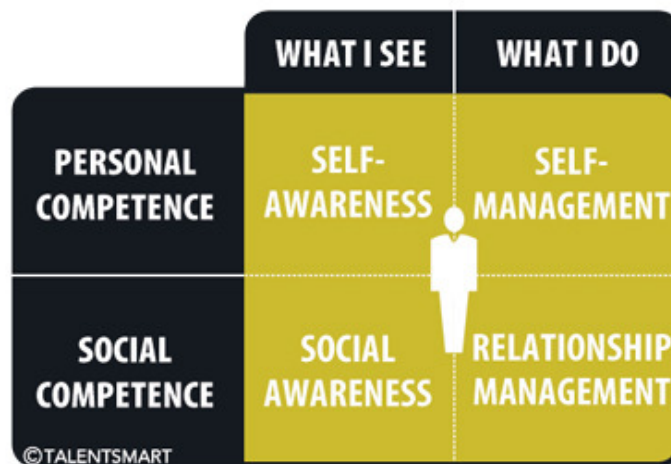 WHAT I SEE WHAT I DO
PERSONAL COMPETENCE SELF-AWARENESS SELF-MANAGEMENT
SOCIAL COMPETENCE SOCIAL AWARENESS RELATIONSHIP MANAGEMENT
©TALENTSMART